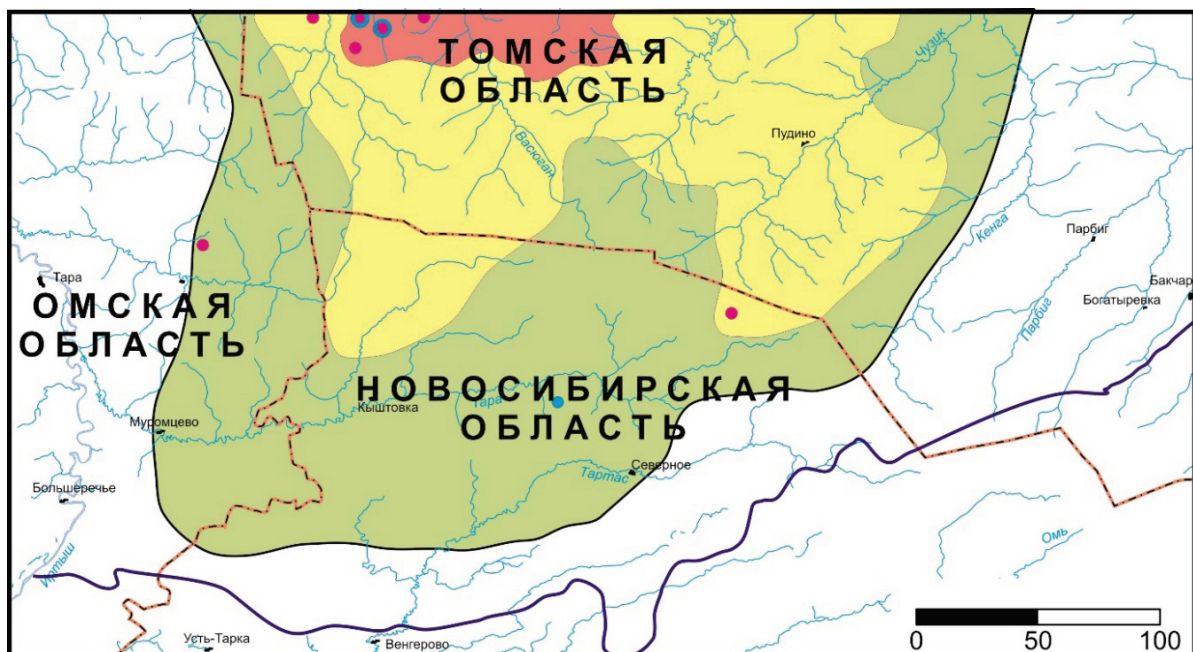 ТОМСКАЯ
ОБЛАСТЬ
Чузик
Пудино
Васюган
Кенга
Парбиг
Тара
Бакчар
Богатыревка
Парбиг
ОМСКАЯ
ОБЛАСТЬ
НОВОСИБИРСКАЯ
ОБЛАСТЬ
Кыштовка
Тара
Муромцево
Северное
Тартас
Большеречье
Омь
Иртыш
Усть-Тарка
Венгерово
0 50 100